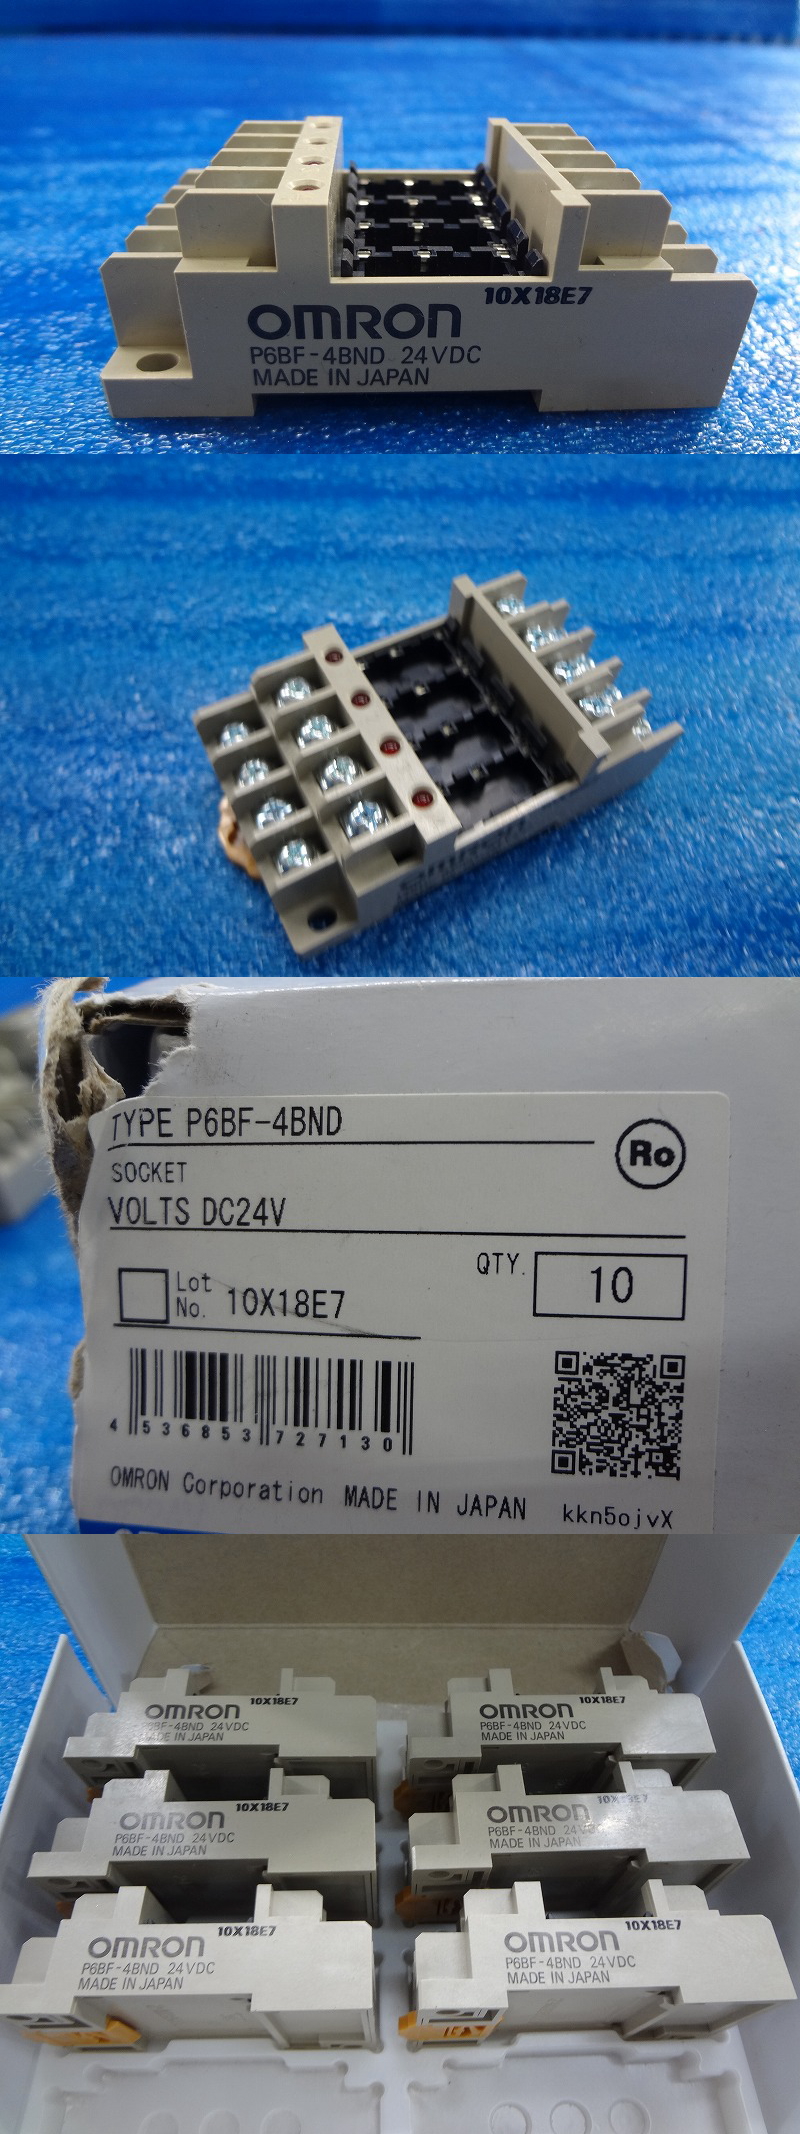 10X18E7
OMRON
P6BF-4BND 24VDC
MADE IN JAPAN
TYPE P6BF-4BND
Ro
SOCKET
VOLTS DC24V
QTY. 10
Lot No. 10X18E7
4 536853 727130
OMRON Corporation MADE IN JAPAN kkn5ojvX
OMRON 10X18E7
P6BF-4BND 24VDC
MADE IN JAPAN
OMRON 10X18E7
P6BF-4BND 24VDC
MADE IN JAPAN
OMRON 10X18E7
P6BF-4BND 24VDC
MADE IN JAPAN
OMRON 10X18E7
P6BF-4BND 24VDC
MADE IN JAPAN
OMRON 10X18E7
P6BF-4BND 24VDC
MADE IN JAPAN
OMRON 10X18E7
P6BF-4BND 24VDC
MADE IN JAPAN